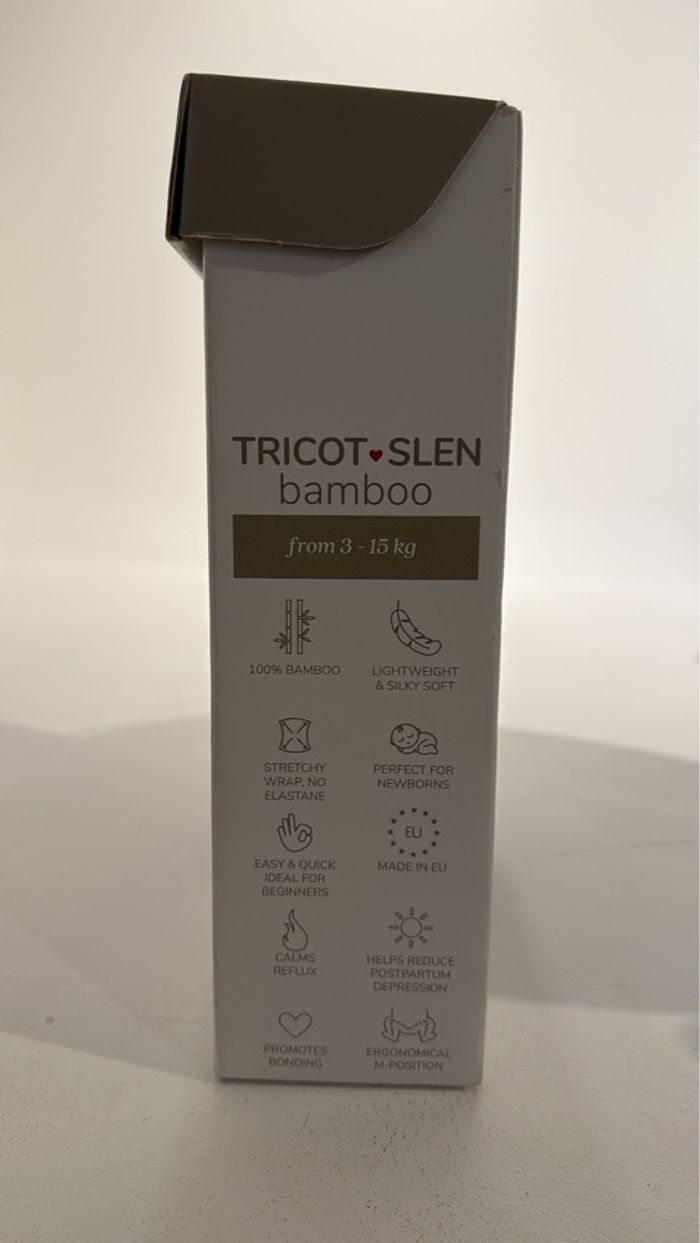 TRICOT SLEN
bamboo
from 3 - 15 kg
100% BAMBOO
LIGHTWEIGHT
& SILKY SOFT
STRETCHY
WRAP, NO
ELASTANE
PERFECT FOR
NEWBORNS
EASY & QUICK
IDEAL FOR
BEGINNERS
EU
MADE IN EU
CALMS
REFLUX
HELPS REDUCE
POSTPARTUM
DEPRESSION
PROMOTES
BONDING
ERGONOMICAL
M-POSITION